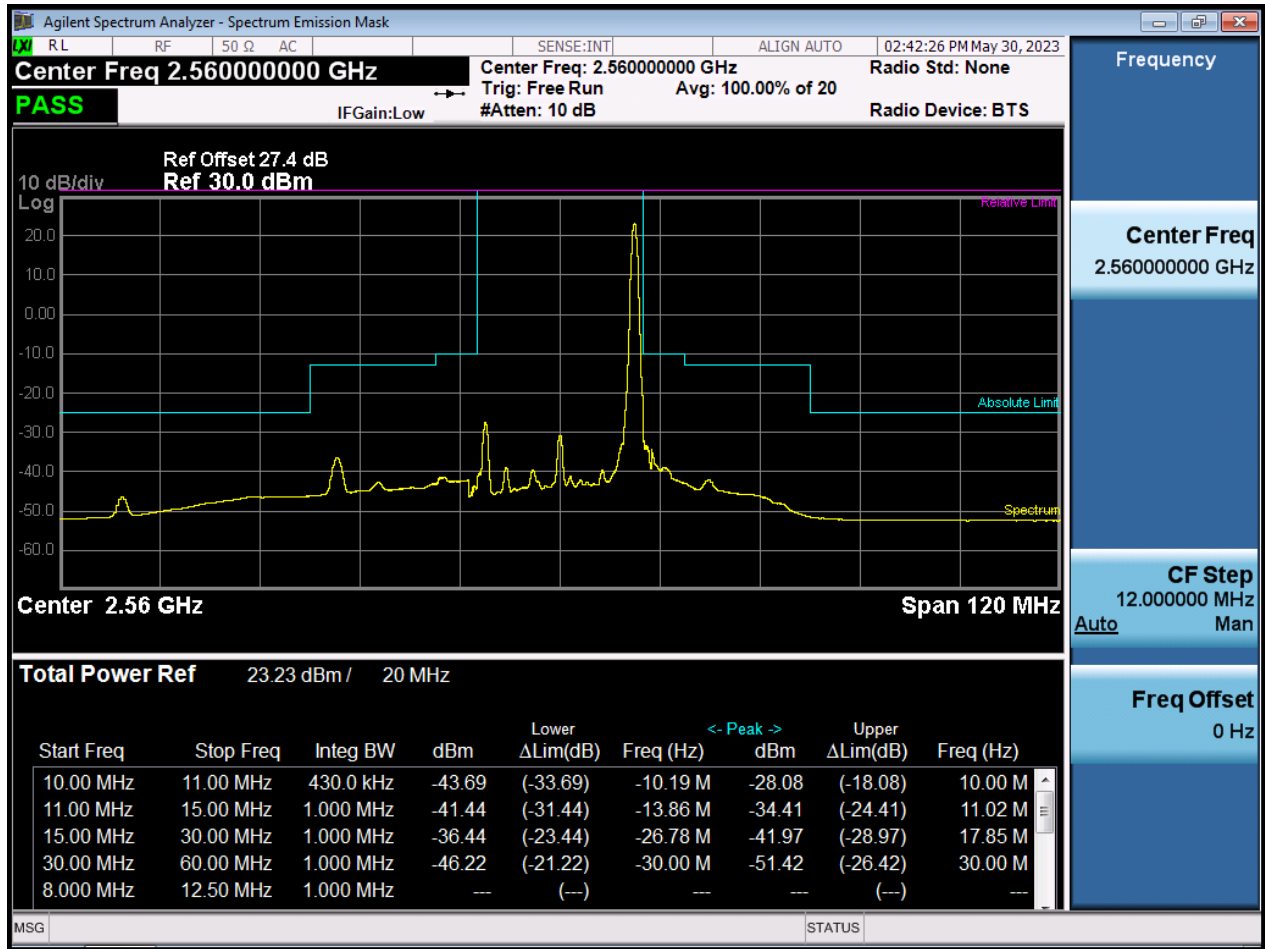 Agilent Spectrum Analyzer - Spectrum Emission Mask
LXI RL RF 50 Ω AC SENSE:INT ALIGN AUTO 02:42:26 PM May 30, 2023
Center Freq 2.560000000 GHz
Center Freq: 2.560000000 GHz Radio Std: None
Trig: Free Run Avg: 100.00% of 20
PASS
IFGain:Low #Atten: 10 dB Radio Device: BTS
Ref Offset 27.4 dB
10 dB/div Ref 30.0 dBm
Log
Relative Limit
20.0
10.0
0.00
-10.0
-20.0
Absolute Limit
-30.0
-40.0
-50.0
Spectrum
-60.0
Center 2.56 GHz Span 120 MHz
Total Power Ref 23.23 dBm / 20 MHz
Lower <- Peak -> Upper
Start Freq Stop Freq Integ BW dBm ΔLim(dB) Freq (Hz) dBm ΔLim(dB) Freq (Hz)
10.00 MHz 11.00 MHz 430.0 kHz -43.69 (-33.69) -10.19 M -28.08 (-18.08) 10.00 M
11.00 MHz 15.00 MHz 1.000 MHz -41.44 (-31.44) -13.86 M -34.41 (-24.41) 11.02 M
15.00 MHz 30.00 MHz 1.000 MHz -36.44 (-23.44) -26.78 M -41.97 (-28.97) 17.85 M
30.00 MHz 60.00 MHz 1.000 MHz -46.22 (-21.22) -30.00 M -51.42 (-26.42) 30.00 M
8.000 MHz 12.50 MHz 1.000 MHz --- (---) --- --- (---) ---
MSG STATUS
Frequency
Center Freq
2.560000000 GHz
CF Step
12.000000 MHz
Auto Man
Freq Offset
0 Hz